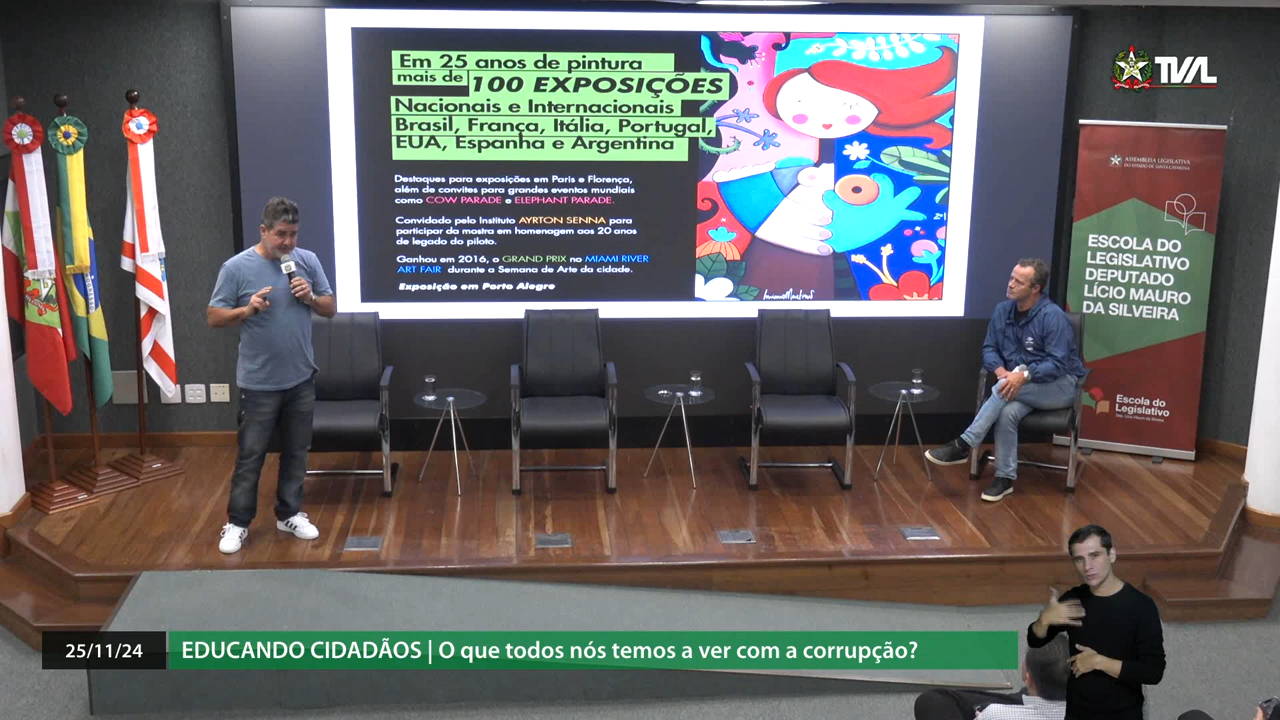 Em 25 anos de pintura
mais de 100 EXPOSIÇÕES
Nacionais e Internacionais
Brasil, França, Itália, Portugal,
EUA, Espanha e Argentina
Destaques para exposições em Paris e Florença,
além de convites para grandes eventos mundiais
como COW PARADE e ELEPHANT PARADE.
Convidado pelo Instituto AYRTON SENNA para
participar da mostra em homenagem aos 20 anos
de legado do piloto.
Ganhou em 2016, o GRAND PRIX no MIAMI RIVER
ART FAIR durante a Semana de Arte da cidade.
Exposição em Porto Alegre
TVAL
ASSEMBLEIA LEGISLATIVA
DO ESTADO DE SANTA CATARINA
ESCOLA DO
LEGISLATIVO
DEPUTADO
LÍCIO MAURO
DA SILVEIRA
Escola do
Legislativo
25/11/24
EDUCANDO CIDADÃOS | O que todos nós temos a ver com a corrupção?